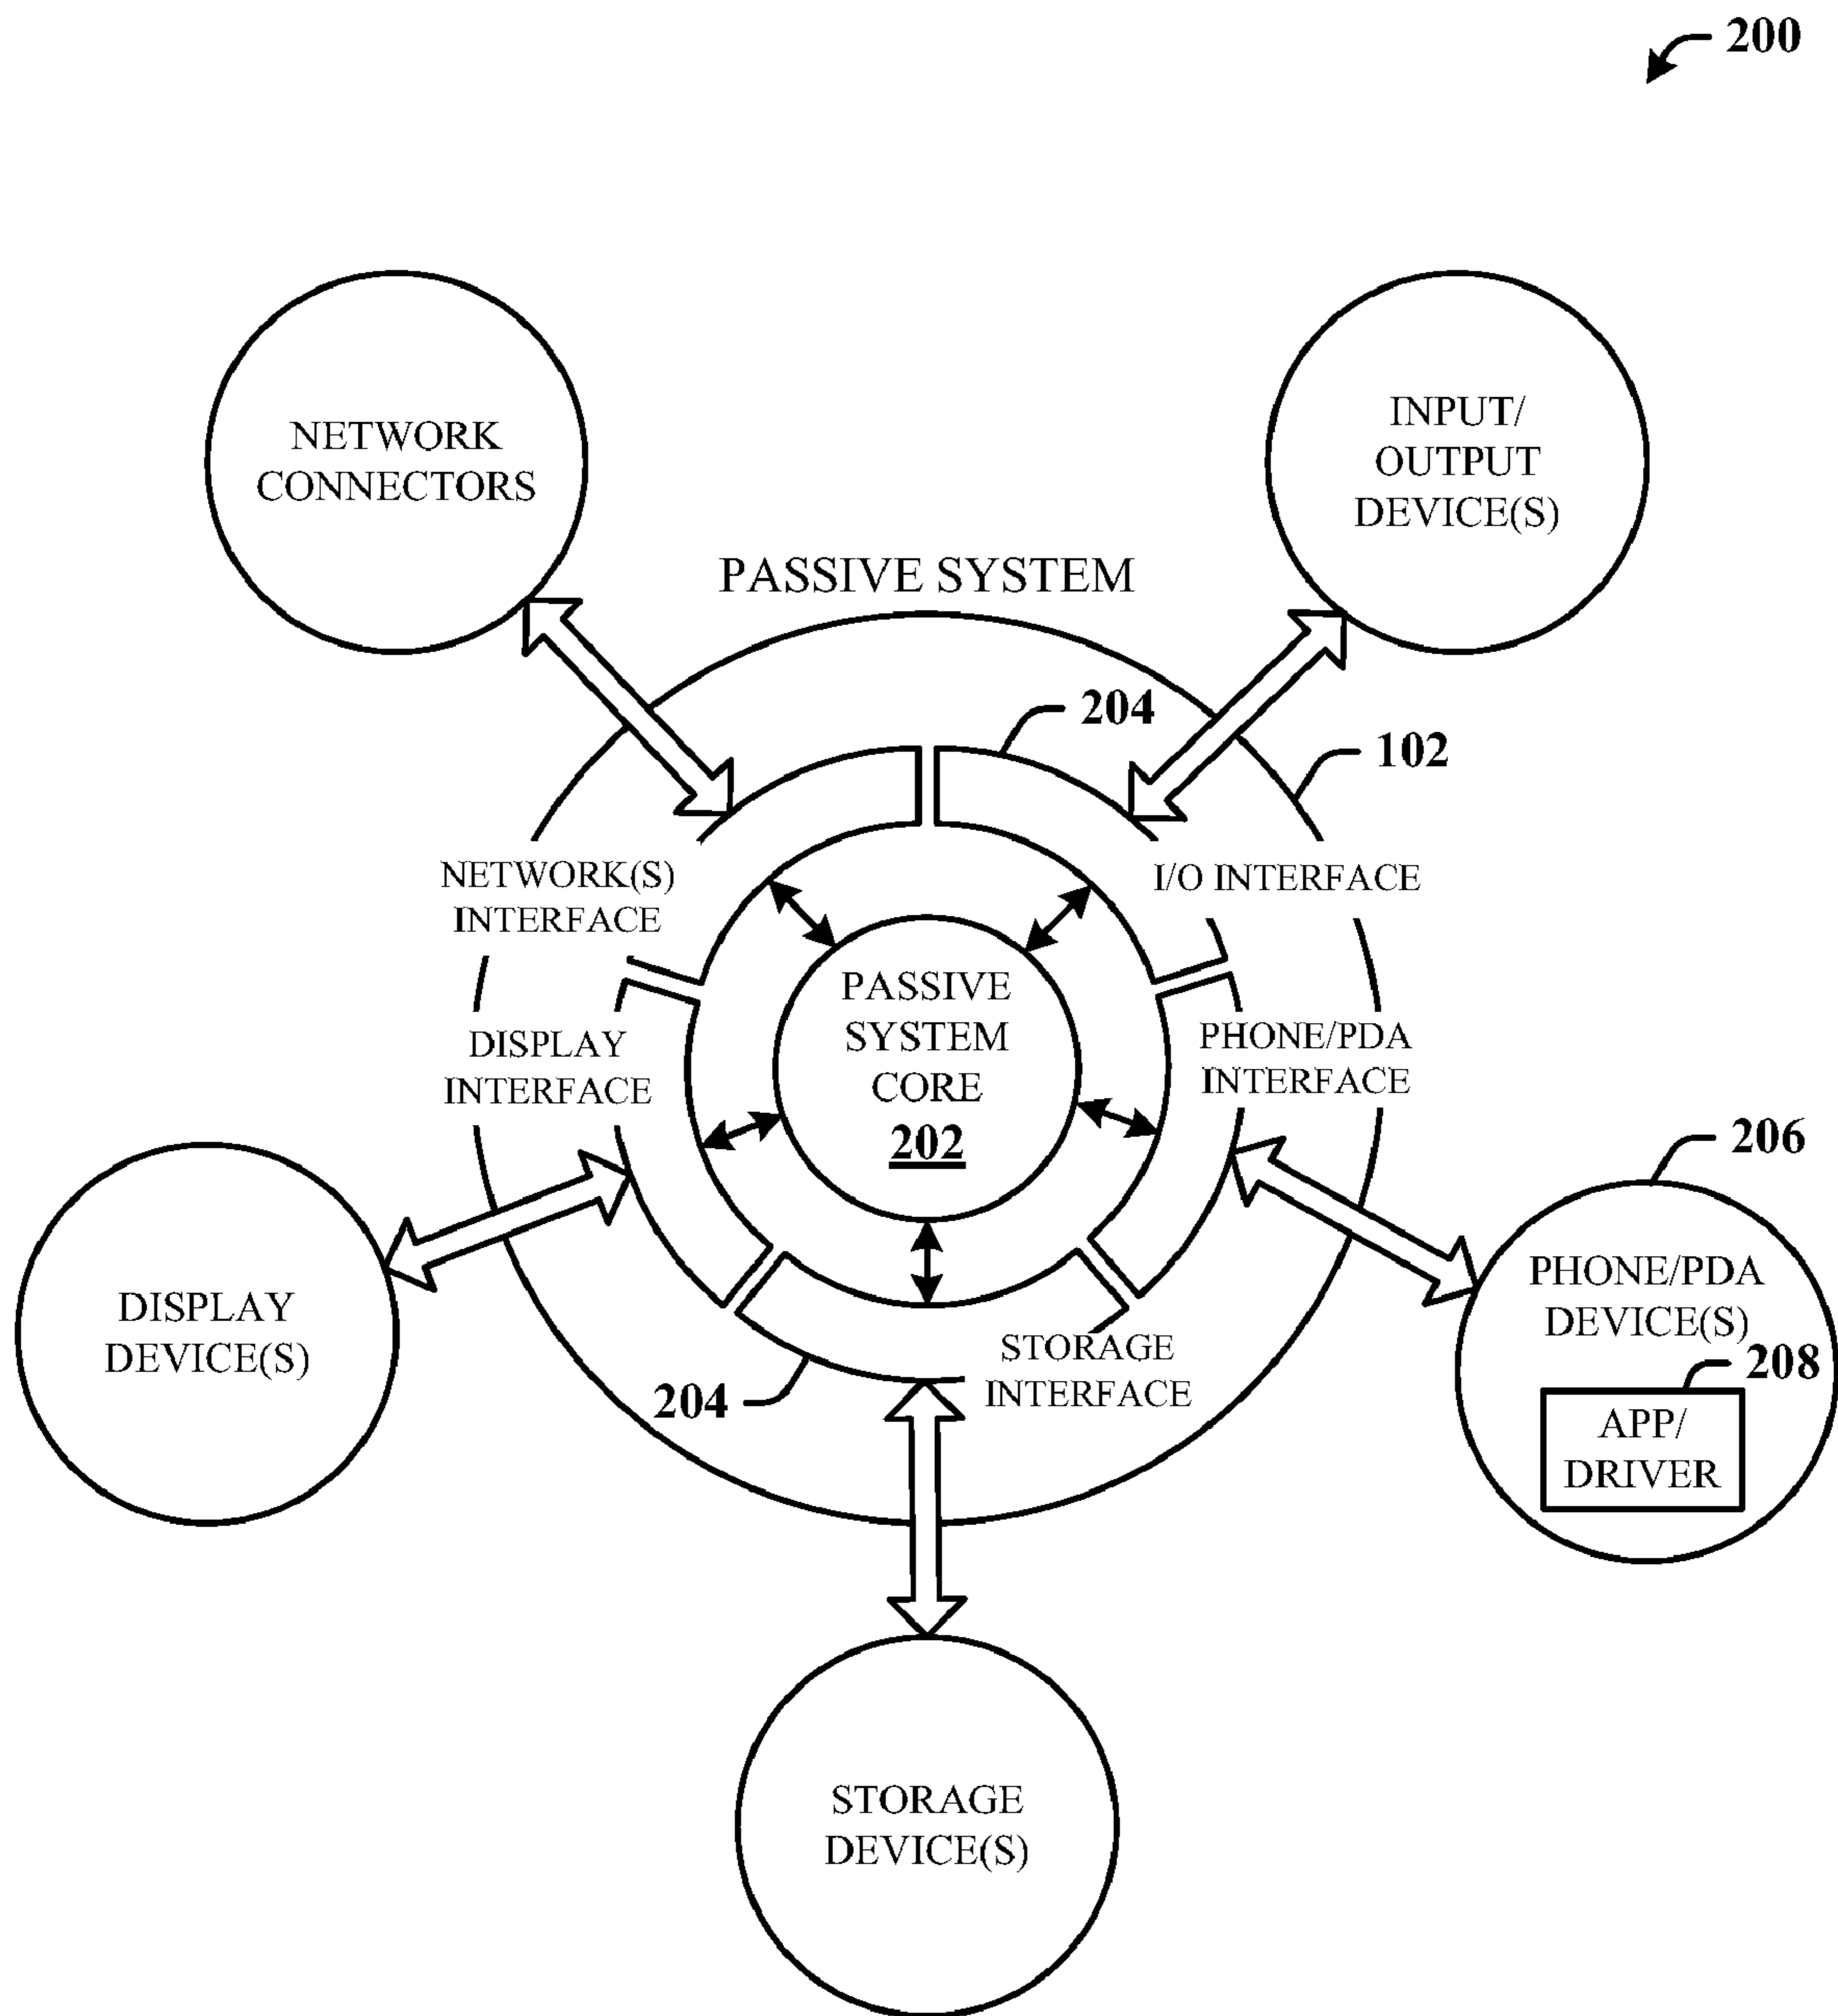 200
NETWORK
CONNECTORS
INPUT/
OUTPUT
DEVICE(S)
PASSIVE SYSTEM
204
102
NETWORK(S)
INTERFACE
I/O INTERFACE
PASSIVE
SYSTEM
CORE
202
DISPLAY
INTERFACE
PHONE/PDA
INTERFACE
206
PHONE/PDA
DEVICE(S)
208
APP/
DRIVER
DISPLAY
DEVICE(S)
STORAGE
INTERFACE
204
STORAGE
DEVICE(S)